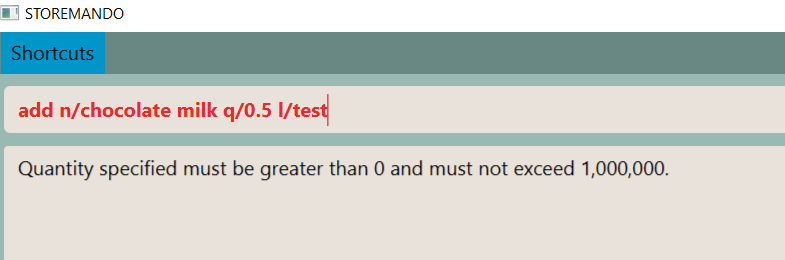 STOREMANDO
Shortcuts
add n/chocolate milk q/0.5 l/test
Quantity specified must be greater than 0 and must not exceed 1,000,000.